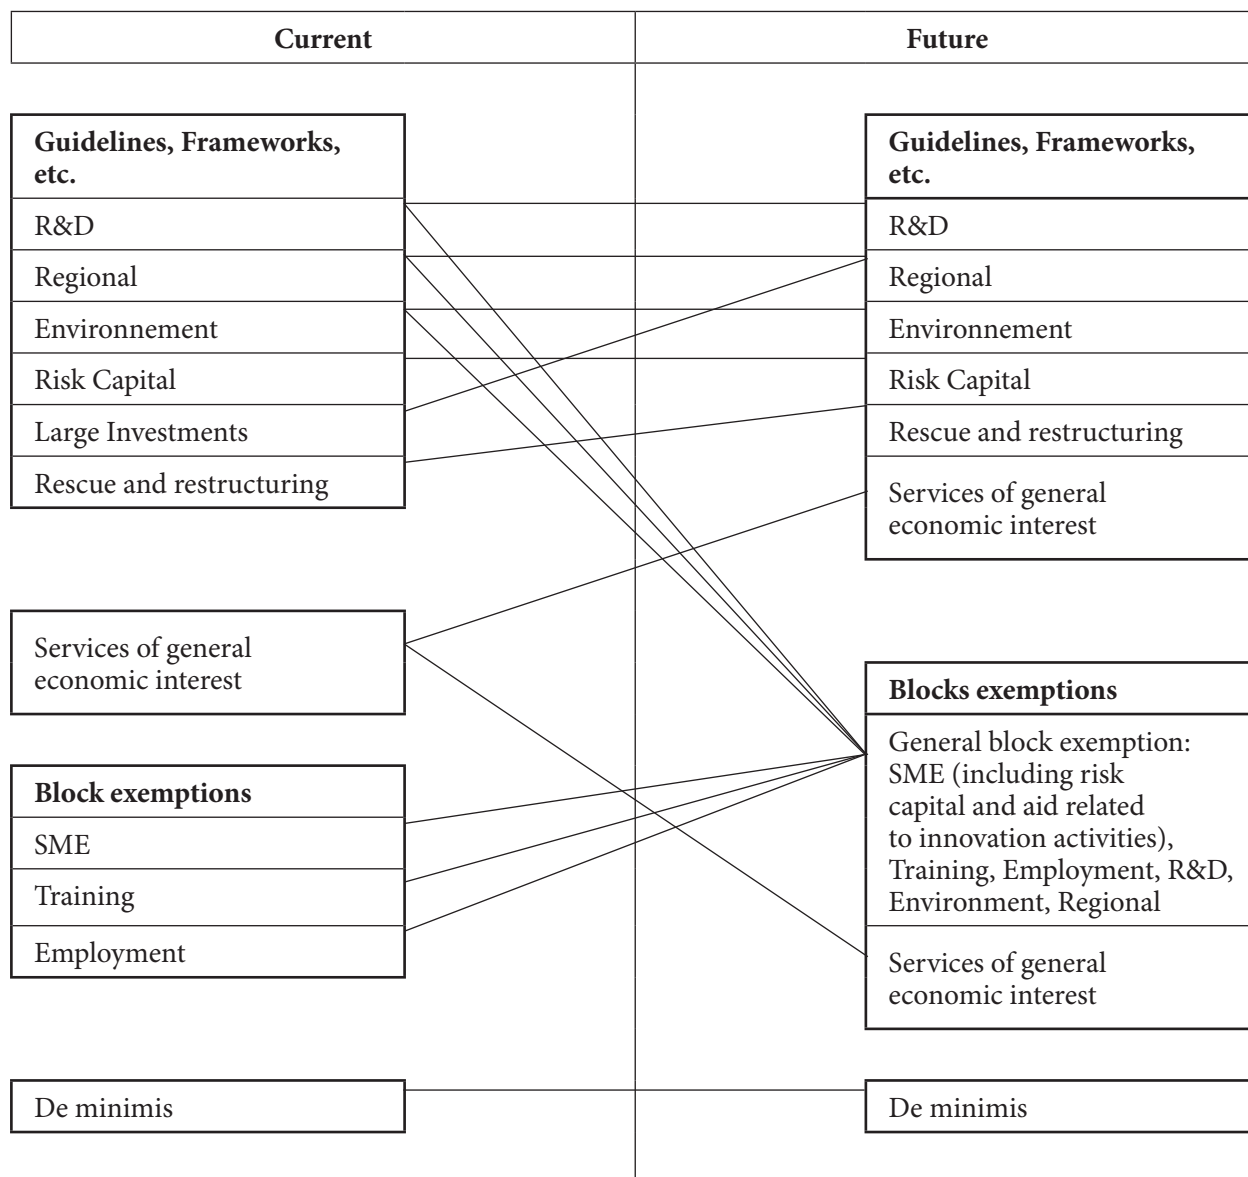 Current
Future
Guidelines, Frameworks,
etc.
R&D
Regional
Environnement
Risk Capital
Large Investments
Rescue and restructuring
Services of general
economic interest
Block exemptions
SME
Training
Employment
De minimis
Guidelines, Frameworks,
etc.
R&D
Regional
Environnement
Risk Capital
Rescue and restructuring
Services of general
economic interest
Blocks exemptions
General block exemption:
SME (including risk
capital and aid related
to innovation activities),
Training, Employment, R&D,
Environment, Regional
Services of general
economic interest
De minimis